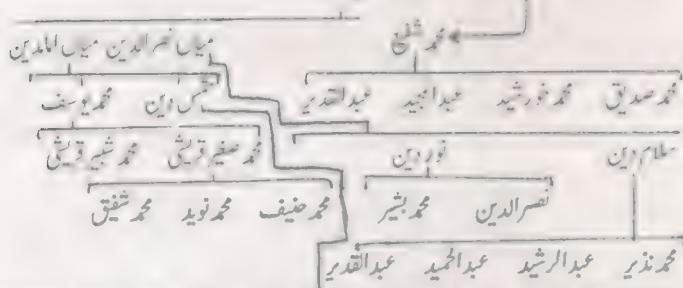 محمد شفیع
میاں نصر الدین میاں امام الدین
محمد صدیق محمد خورشید عبدالمجید عبدالقدیر
شمس دین محمد یوسف
سلام دین نور دین
محمد صغیر قریشی محمد شبیر قریشی
نصر الدین محمد بشیر
محمد حنیف محمد نوید محمد شفیق
محمد نذیر عبدالرشید عبدالحمید عبدالقدیر